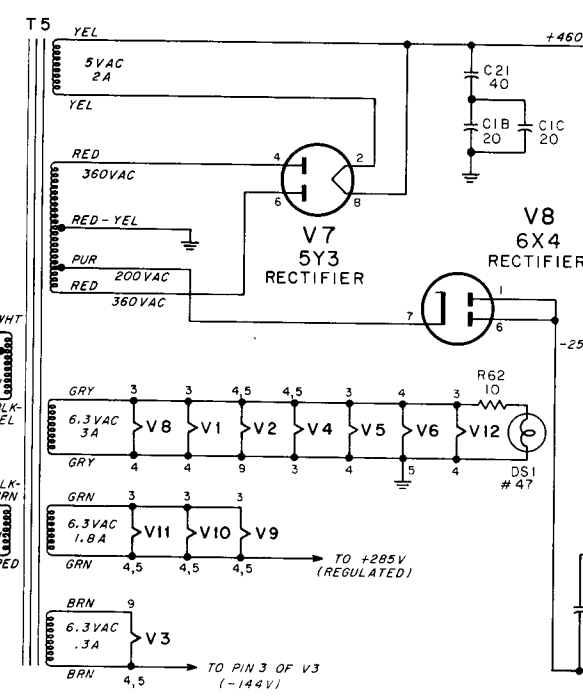 T5
YEL
5VAC
2A
YEL
+460
C21
40
C1B
20
C1C
20
RED
360VAC
4
2
6
8
V7
5Y3
RECTIFIER
RED-YEL
PUR
200VAC
RED
360VAC
V8
6X4
RECTIFIER
7
1
6
-25
WHT
BLK-
YEL
GRY
6.3VAC
3A
GRY
3
3
4,5
4,5
3
4
3
R62
10
V8
V1
V2
V4
V5
V6
V12
4
4
9
3
4
5
4
DS1
#47
BLK-
GRN
RED
GRN
6.3VAC
1.8A
GRN
3
3
3
V11
V10
V9
4,5
4,5
4,5
TO +285V
(REGULATED)
BRN
6.3VAC
.3A
BRN
9
V3
4,5
TO PIN 3 OF V3
(-144V)